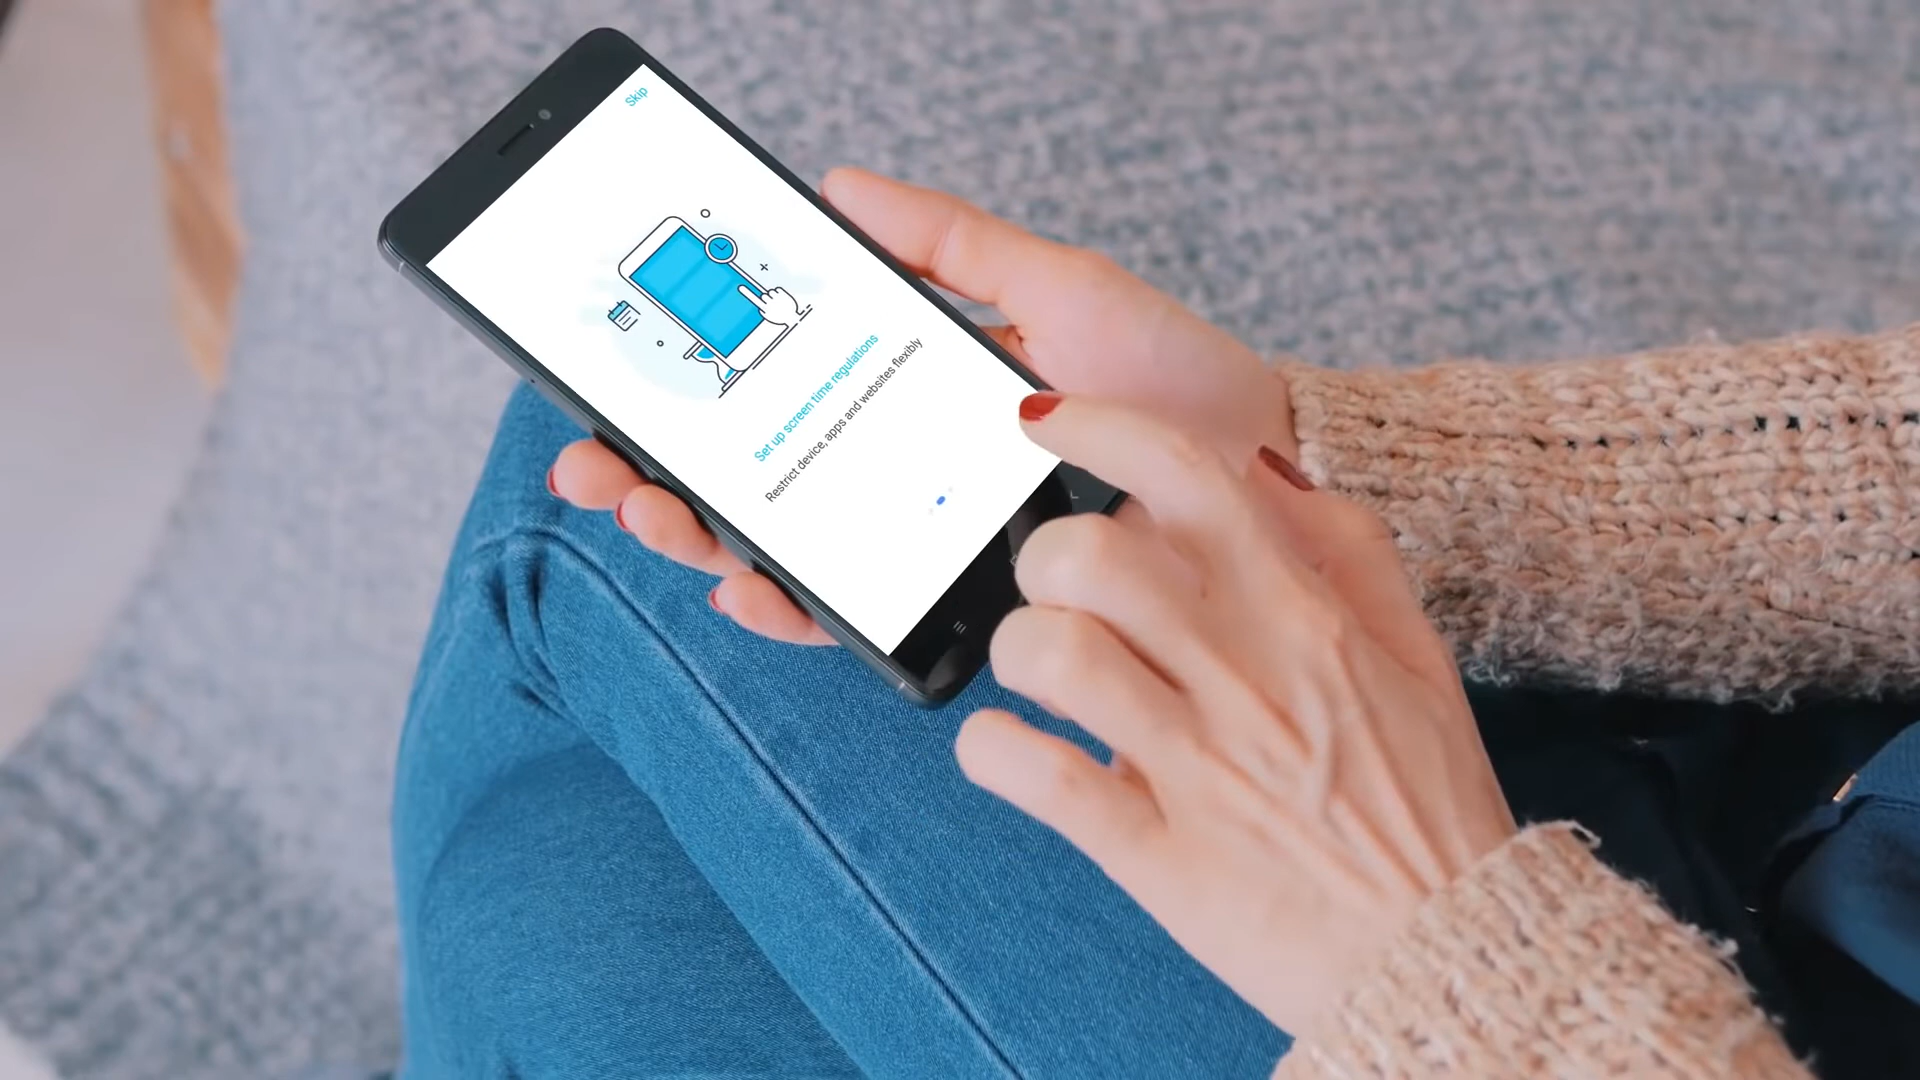 Skip
Set up screen time regulations
Restrict device, apps and websites flexibly